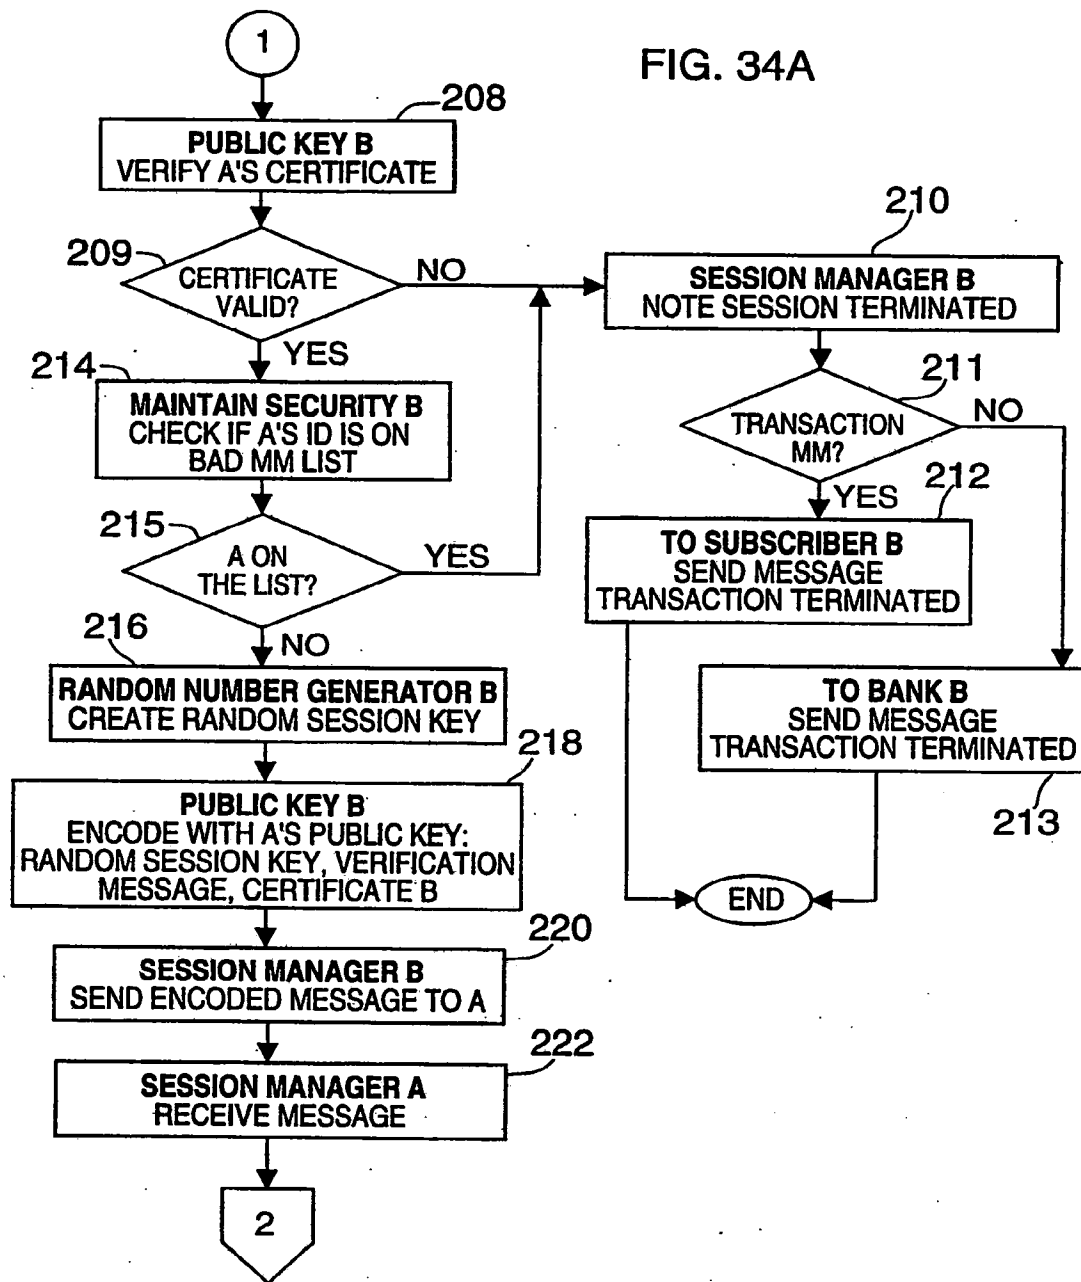 1
FIG. 34A
208
PUBLIC KEY B
VERIFY A'S CERTIFICATE
209
CERTIFICATE
VALID?
NO
YES
214
MAINTAIN SECURITY B
CHECK IF A'S ID IS ON
BAD MM LIST
215
A ON
THE LIST?
YES
NO
216
RANDOM NUMBER GENERATOR B
CREATE RANDOM SESSION KEY
218
PUBLIC KEY B
ENCODE WITH A'S PUBLIC KEY:
RANDOM SESSION KEY, VERIFICATION
MESSAGE, CERTIFICATE B
220
SESSION MANAGER B
SEND ENCODED MESSAGE TO A
222
SESSION MANAGER A
RECEIVE MESSAGE
2
210
SESSION MANAGER B
NOTE SESSION TERMINATED
211
TRANSACTION
MM?
NO
YES
212
TO SUBSCRIBER B
SEND MESSAGE
TRANSACTION TERMINATED
TO BANK B
SEND MESSAGE
TRANSACTION TERMINATED
213
END